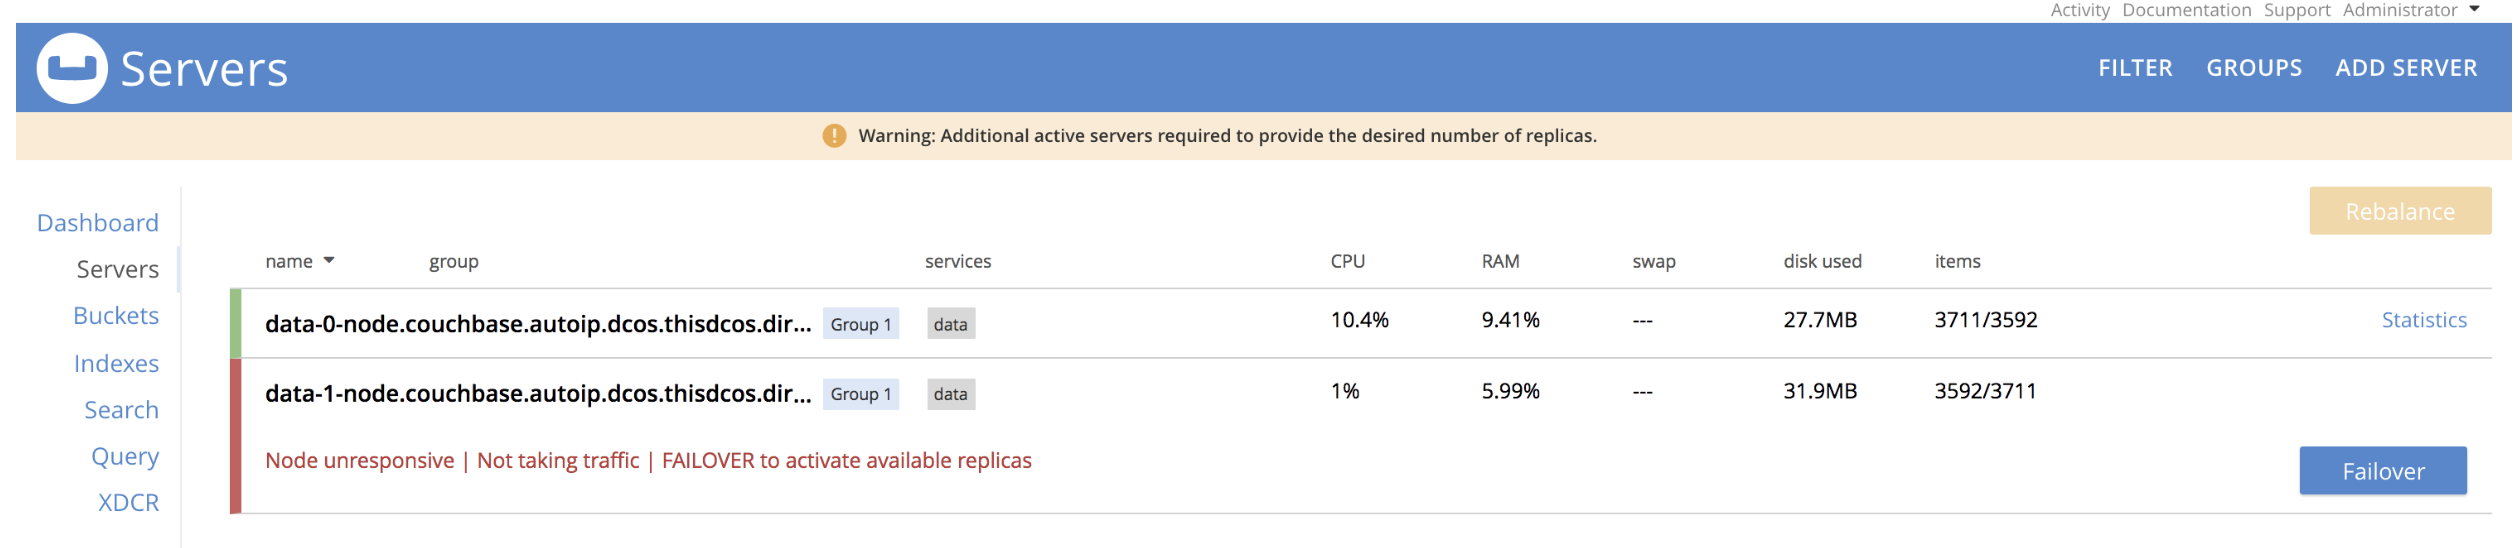 Activity Documentation Support Administrator
Servers
FILTER GROUPS ADD SERVER
Warning: Additional active servers required to provide the desired number of replicas.
Dashboard
Servers
Buckets
Indexes
Search
Query
XDCR
Rebalance
name group services CPU RAM swap disk used items
data-0-node.couchbase.autoip.dcos.thisdcos.dir... Group 1 data 10.4% 9.41% --- 27.7MB 3711/3592 Statistics
data-1-node.couchbase.autoip.dcos.thisdcos.dir... Group 1 data 1% 5.99% --- 31.9MB 3592/3711
Node unresponsive | Not taking traffic | FAILOVER to activate available replicas
Failover